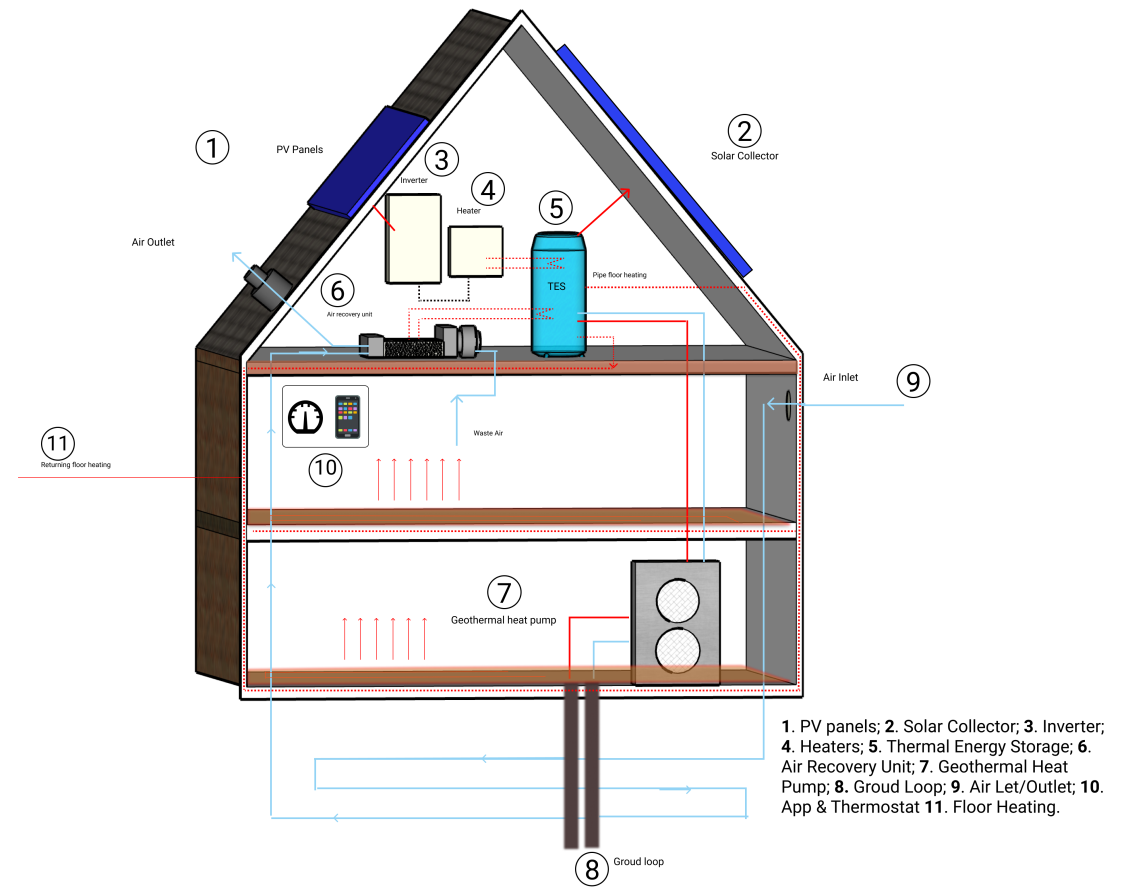 1
PV Panels
2
Solar Collector
3
Inverter
4
Heater
5
TES
Pipe floor heating
Air Outlet
6
Air recovery unit
Air Inlet
9
Waste Air
10
11
Returning floor heating
7
Geothermal heat pump
8
Groud loop
1. PV panels; 2. Solar Collector; 3. Inverter;
4. Heaters; 5. Thermal Energy Storage; 6.
Air Recovery Unit; 7. Geothermal Heat
Pump; 8. Groud Loop; 9. Air Let/Outlet; 10.
App & Thermostat 11. Floor Heating.